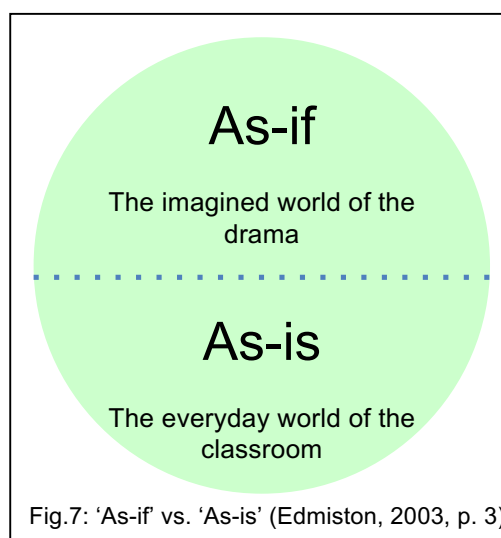 As-if
The imagined world of the
drama
As-is
The everyday world of the
classroom
Fig.7: ‘As-if’ vs. ‘As-is’ (Edmiston, 2003, p. 3)